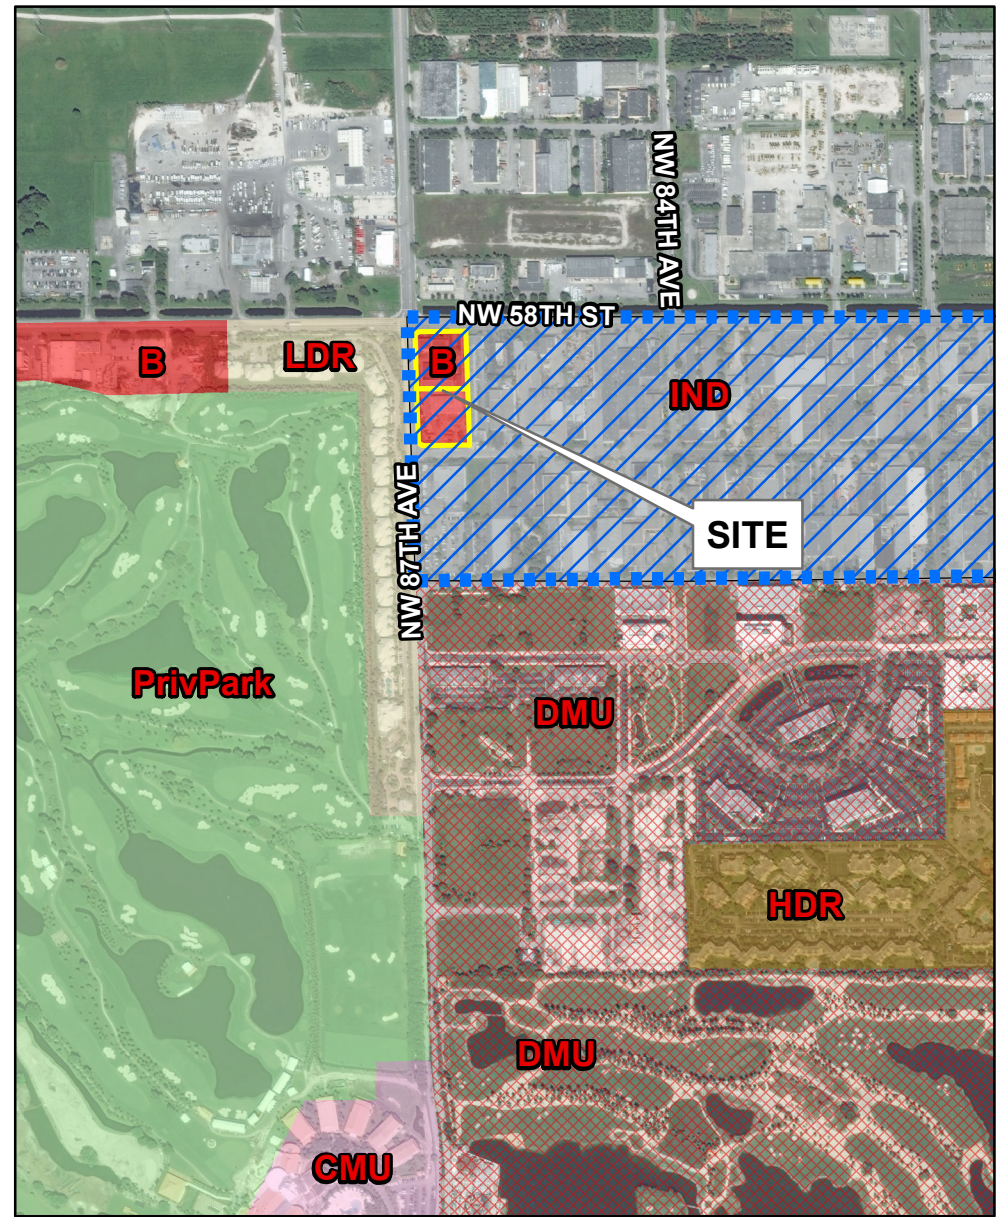 NW 84TH AVE
NW 58TH ST
B
LDR
B
IND
NW 87TH AVE
SITE
PrivPark
DMU
HDR
DMU
CMU